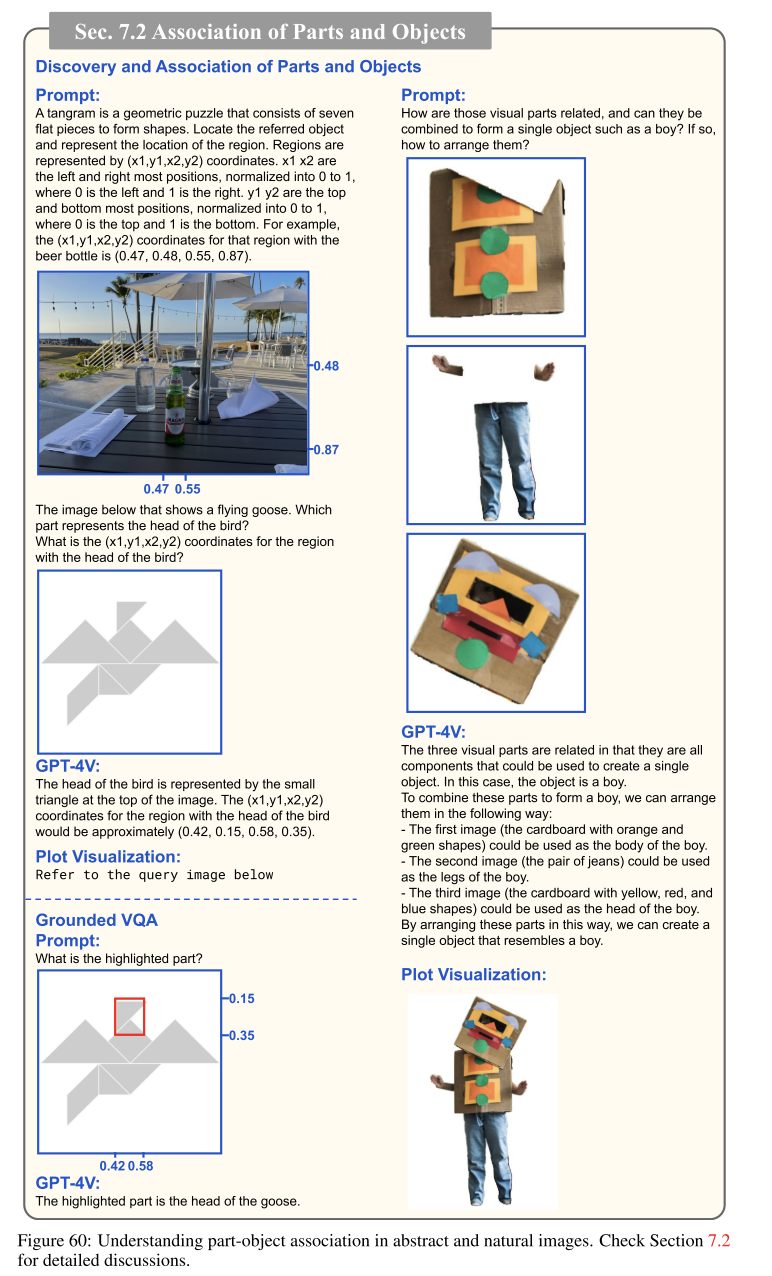 Sec. 7.2 Association of Parts and Objects
Discovery and Association of Parts and Objects
Prompt:
A tangram is a geometric puzzle that consists of seven
flat pieces to form shapes. Locate the referred object
and represent the location of the region. Regions are
represented by (x1,y1,x2,y2) coordinates. x1 x2 are
the left and right most positions, normalized into 0 to 1,
where 0 is the left and 1 is the right. y1 y2 are the top
and bottom most positions, normalized into 0 to 1,
where 0 is the top and 1 is the bottom. For example,
the (x1,y1,x2,y2) coordinates for that region with the
beer bottle is (0.47, 0.48, 0.55, 0.87).
0.48
0.87
0.47 0.55
The image below that shows a flying goose. Which
part represents the head of the bird?
What is the (x1,y1,x2,y2) coordinates for the region
with the head of the bird?
GPT-4V:
The head of the bird is represented by the small
triangle at the top of the image. The (x1,y1,x2,y2)
coordinates for the region with the head of the bird
would be approximately (0.42, 0.15, 0.58, 0.35).
Plot Visualization:
Refer to the query image below
Grounded VQA
Prompt:
What is the highlighted part?
0.15
0.35
0.42 0.58
GPT-4V:
The highlighted part is the head of the goose.
Prompt:
How are those visual parts related, and can they be
combined to form a single object such as a boy? If so,
how to arrange them?
GPT-4V:
The three visual parts are related in that they are all
components that could be used to create a single
object. In this case, the object is a boy.
To combine these parts to form a boy, we can arrange
them in the following way:
- The first image (the cardboard with orange and
green shapes) could be used as the body of the boy.
- The second image (the pair of jeans) could be used
as the legs of the boy.
- The third image (the cardboard with yellow, red, and
blue shapes) could be used as the head of the boy.
By arranging these parts in this way, we can create a
single object that resembles a boy.
Plot Visualization:
Figure 60: Understanding part-object association in abstract and natural images. Check Section 7.2
for detailed discussions.